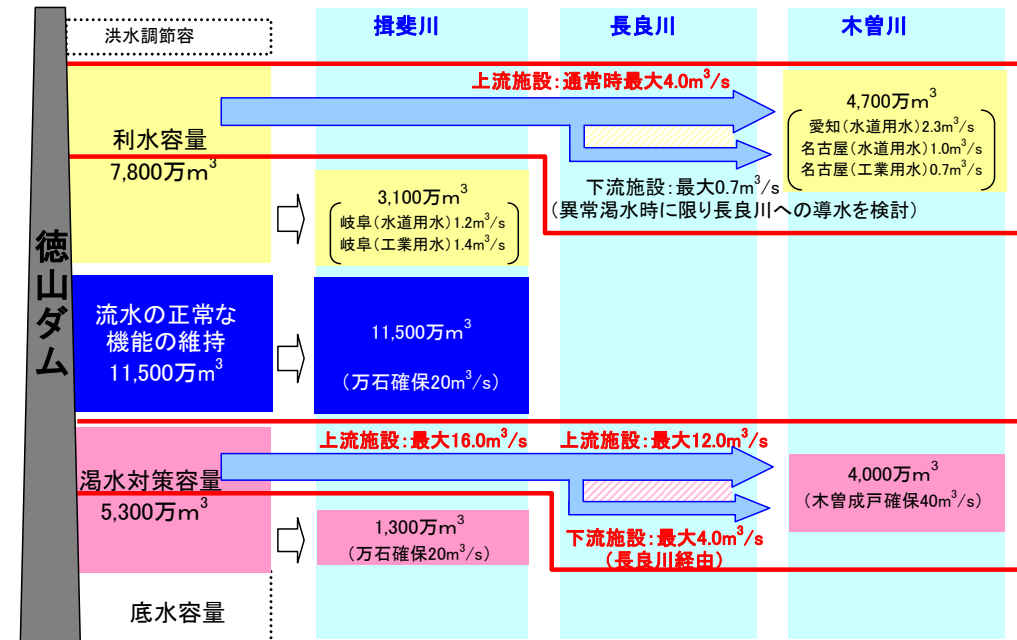 徳山ダム
洪水調節容
揖斐川
長良川
木曽川
上流施設:通常時最大4.0m³/s
利水容量
7,800万m³
4,700万m³
愛知(水道用水)2.3m³/s
名古屋(水道用水)1.0m³/s
名古屋(工業用水)0.7m³/s
下流施設:最大0.7m³/s
(異常渇水時に限り長良川への導水を検討)
3,100万m³
岐阜(水道用水)1.2m³/s
岐阜(工業用水)1.4m³/s
流水の正常な
機能の維持
11,500万m³
11,500万m³
(万石確保20m³/s)
上流施設:最大16.0m³/s
上流施設:最大12.0m³/s
渇水対策容量
5,300万m³
4,000万m³
(木曽成戸確保40m³/s)
1,300万m³
(万石確保20m³/s)
下流施設:最大4.0m³/s
(長良川経由)
底水容量